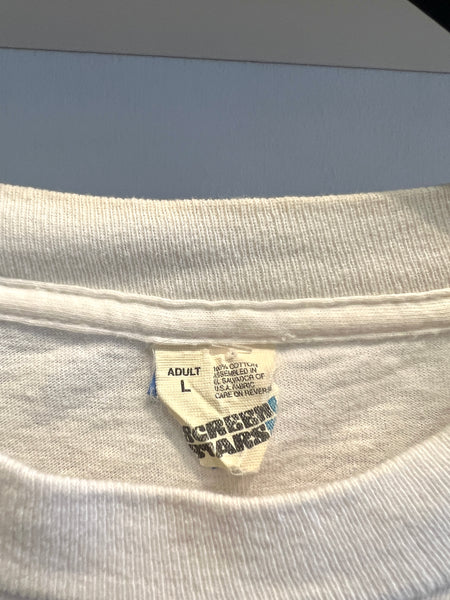 ADULT
L
100% COTTON
ASSEMBLED IN
EL SALVADOR OF
U.S.A. FABRIC
CARE ON REVERSE
SCREEN
STARS